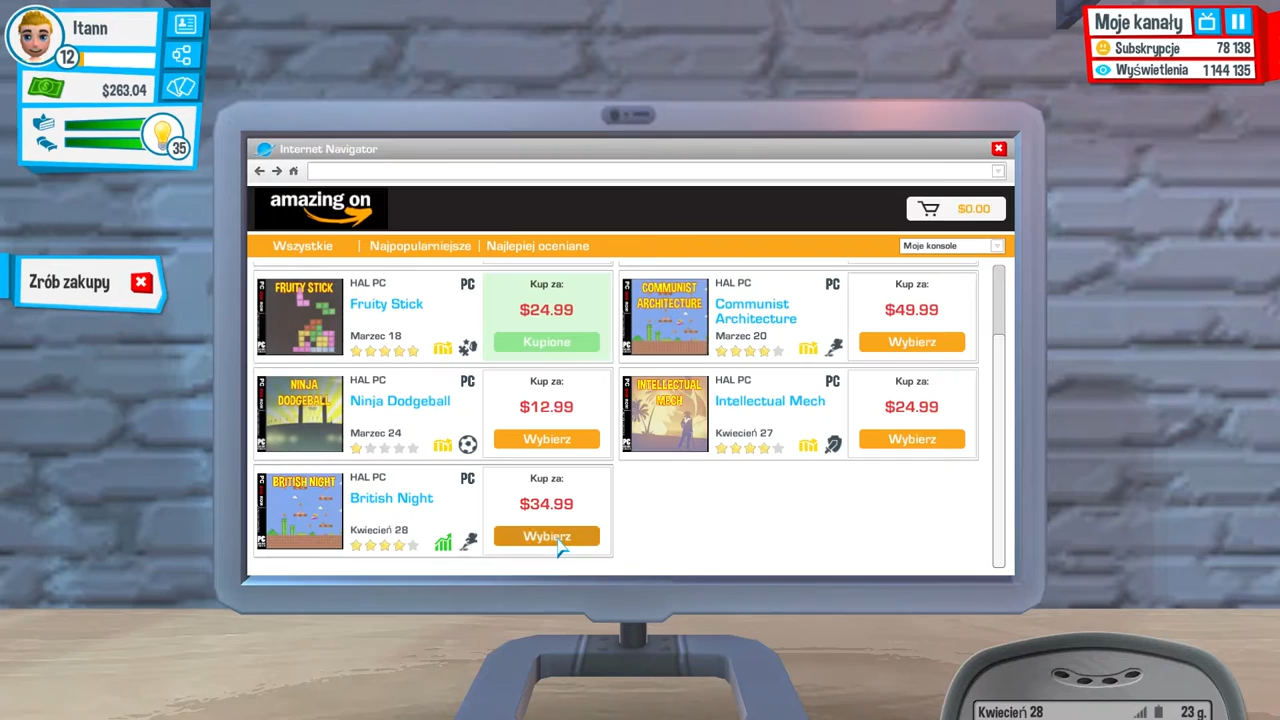 Itann
12
$263.04
35
Moje kanały
Subskrypcje 78 138
Wyświetlenia 1 144 135
Zrób zakupy
Internet Navigator
amazing on
$0.00
Wszystkie | Najpopularniejsze | Najlepiej oceniane
Moje konsole
FRUITY STICK
PC
HAL PC
PC
Fruity Stick
Marzec 18
Kup za:
$24.99
Kupione
COMMUNIST
ARCHITECTURE
PC
HAL PC
PC
Communist
Architecture
Marzec 20
Kup za:
$49.99
Wybierz
NINJA
DODGEBALL
PC
HAL PC
PC
Ninja Dodgeball
Marzec 24
Kup za:
$12.99
Wybierz
INTELLECTUAL
MECH
PC
HAL PC
PC
Intellectual Mech
Kwiecień 27
Kup za:
$24.99
Wybierz
BRITISH NIGHT
PC
HAL PC
PC
British Night
Kwiecień 28
Kup za:
$34.99
Wybierz
Kwiecień 28
23 g.